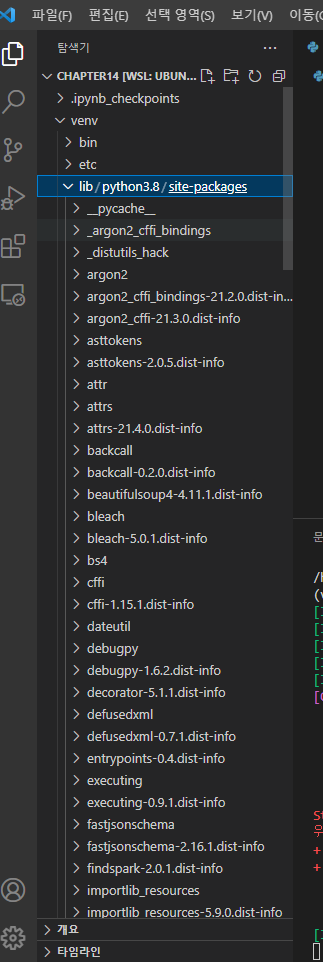 파일(F) 편집(E) 선택 영역(S) 보기(V) 이동(
탐색기
CHAPTER14 [WSL: UBUN...
.ipynb_checkpoints
venv
bin
etc
lib/python3.8/site-packages
__pycache__
_argon2_cffi_bindings
_distutils_hack
argon2
argon2_cffi_bindings-21.2.0.dist-in...
argon2_cffi-21.3.0.dist-info
asttokens
asttokens-2.0.5.dist-info
attr
attrs
attrs-21.4.0.dist-info
backcall
backcall-0.2.0.dist-info
beautifulsoup4-4.11.1.dist-info
bleach
bleach-5.0.1.dist-info
bs4
cffi
cffi-1.15.1.dist-info
dateutil
debugpy
debugpy-1.6.2.dist-info
decorator-5.1.1.dist-info
defusedxml
defusedxml-0.7.1.dist-info
entrypoints-0.4.dist-info
executing
executing-0.9.1.dist-info
fastjsonschema
fastjsonschema-2.16.1.dist-info
findspark-2.0.1.dist-info
importlib_resources
importlib_resources-5.9.0.dist-info
개요
타임라인